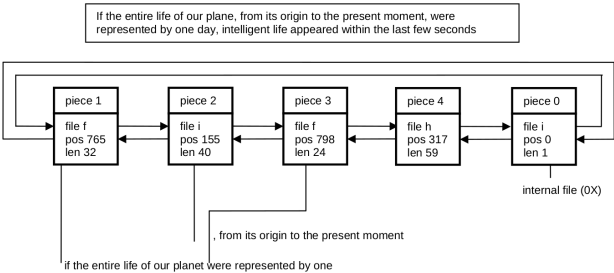 If the entire life of our plane, from its origin to the present moment, were
represented by one day, intelligent life appeared within the last few seconds
piece 1
file f
pos 765
len 32
piece 2
file i
pos 155
len 40
piece 3
file f
pos 798
len 24
piece 4
file h
pos 317
len 59
piece 0
file i
pos 0
len 1
internal file (0X)
, from its origin to the present moment
if the entire life of our planet were represented by one